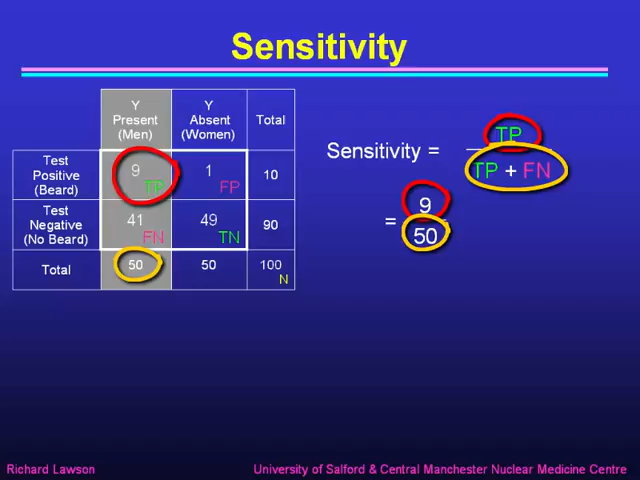 Sensitivity
Y
Present
(Men)
Y
Absent
(Women)
Total
Test
Positive
(Beard)
9
TP
1
FP
10
Test
Negative
(No Beard)
41
FN
49
TN
90
Total
50
50
100
N
Sensitivity =
TP
TP + FN
=
9
50
Richard Lawson
University of Salford & Central Manchester Nuclear Medicine Centre